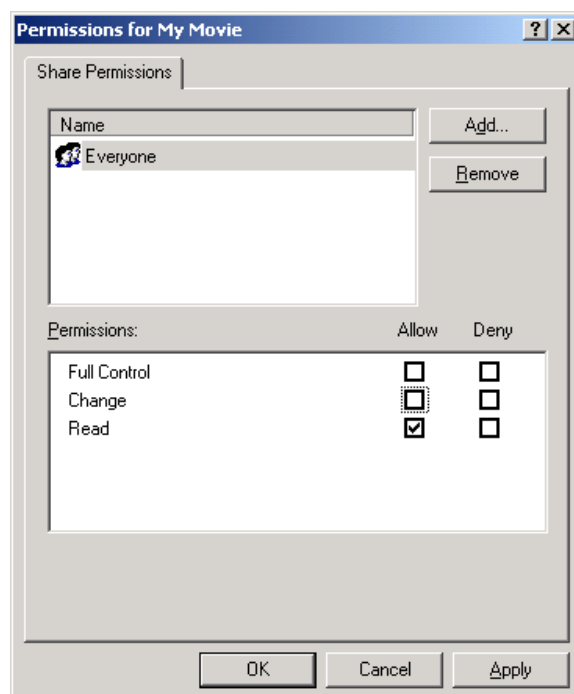 Permissions for My Movie
Share Permissions
Name
Add...
Everyone
Remove
Permissions: Allow Deny
Full Control
Change
Read
OK Cancel Apply